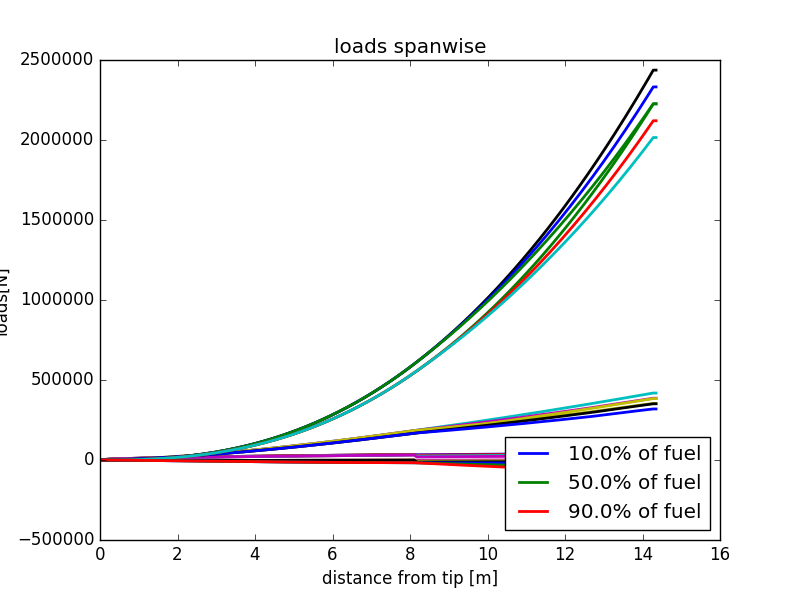 loads spanwise
2500000
2000000
1500000
1000000
500000
0
-500000
loads[N]
0 2 4 6 8 10 12 14 16
distance from tip [m]
10.0% of fuel
50.0% of fuel
90.0% of fuel